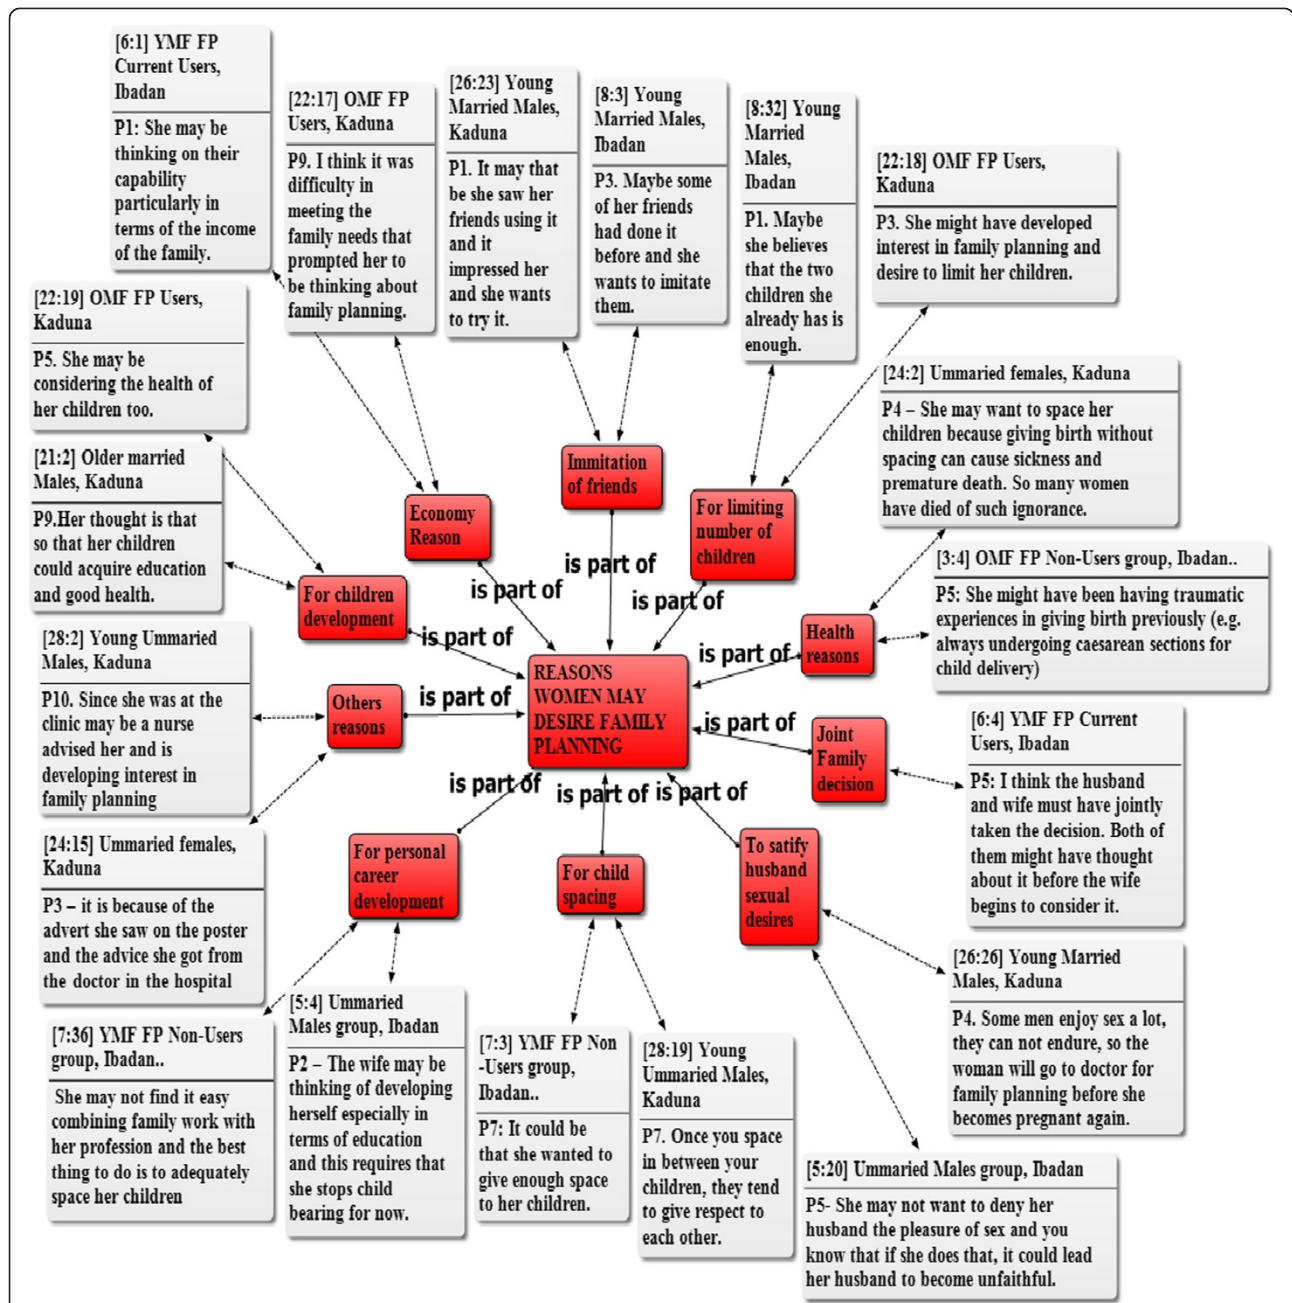 [6:1] YMF FP
Current Users,
Ibadan
P1: She may be
thinking on their
capability
particularly in
terms of the income
of the family.
[22:17] OMF FP
Users, Kaduna
P9. I think it was
difficulty in
meeting the
family needs that
prompted her to
be thinking about
family planning.
[26:23] Young
Married Males,
Kaduna
P1. It may that
be she saw her
friends using it
and it
impressed her
and she wants
to try it.
[8:3] Young
Married Males,
Ibadan
P3. Maybe some
of her friends
had done it
before and she
wants to imitate
them.
[8:32] Young
Married
Males,
Ibadan
P1. Maybe
she believes
that the two
children she
already has is
enough.
[22:18] OMF FP Users,
Kaduna
P3. She might have developed
interest in family planning and
desire to limit her children.
[22:19] OMF FP Users,
Kaduna
P5. She may be
considering the health of
her children too.
[24:2] Ummaried females, Kaduna
P4 – She may want to space her
children because giving birth without
spacing can cause sickness and
premature death. So many women
have died of such ignorance.
[21:2] Older married
Males, Kaduna
P9.Her thought is that
so that her children
could acquire education
and good health.
Immitation
of friends
Economy
Reason
For limiting
number of
children
is part of
is part of
is part of
[3:4] OMF FP Non-Users group, Ibadan..
P5: She might have been having traumatic
experiences in giving birth previously (e.g.
always undergoing caesarean sections for
child delivery)
For children
development
is part of
Health
reasons
is part of
[28:2] Young Ummaried
Males, Kaduna
P10. Since she was at the
clinic may be a nurse
advised her and is
developing interest in
family planning
Others
reasons
is part of
REASONS
WOMEN MAY
DESIRE FAMILY
PLANNING
is part of
Joint
Family
decision
[6:4] YMF FP Current
Users, Ibadan
P5: I think the husband
and wife must have jointly
taken the decision. Both of
them might have thought
about it before the wife
begins to consider it.
is part of
is part of
is part of
[24:15] Ummaried females,
Kaduna
P3 – it is because of the
advert she saw on the poster
and the advice she got from
the doctor in the hospital
For personal
career
development
For child
spacing
To satify
husband
sexual
desires
[26:26] Young Married
Males, Kaduna
P4. Some men enjoy sex a lot,
they can not endure, so the
woman will go to doctor for
family planning before she
becomes pregnant again.
[7:36] YMF FP Non-Users
group, Ibadan..
She may not find it easy
combining family work with
her profession and the best
thing to do is to adequately
space her children
[5:4] Ummaried
Males group, Ibadan
P2 – The wife may be
thinking of developing
herself especially in
terms of education
and this requires that
she stops child
bearing for now.
[7:3] YMF FP Non
-Users group,
Ibadan..
P7: It could be
that she wanted to
give enough space
to her children.
[28:19] Young
Ummaried Males,
Kaduna
P7. Once you space
in between your
children, they tend
to give respect to
each other.
[5:20] Ummaried Males group, Ibadan
P5- She may not want to deny her
husband the pleasure of sex and you
know that if she does that, it could lead
her husband to become unfaithful.